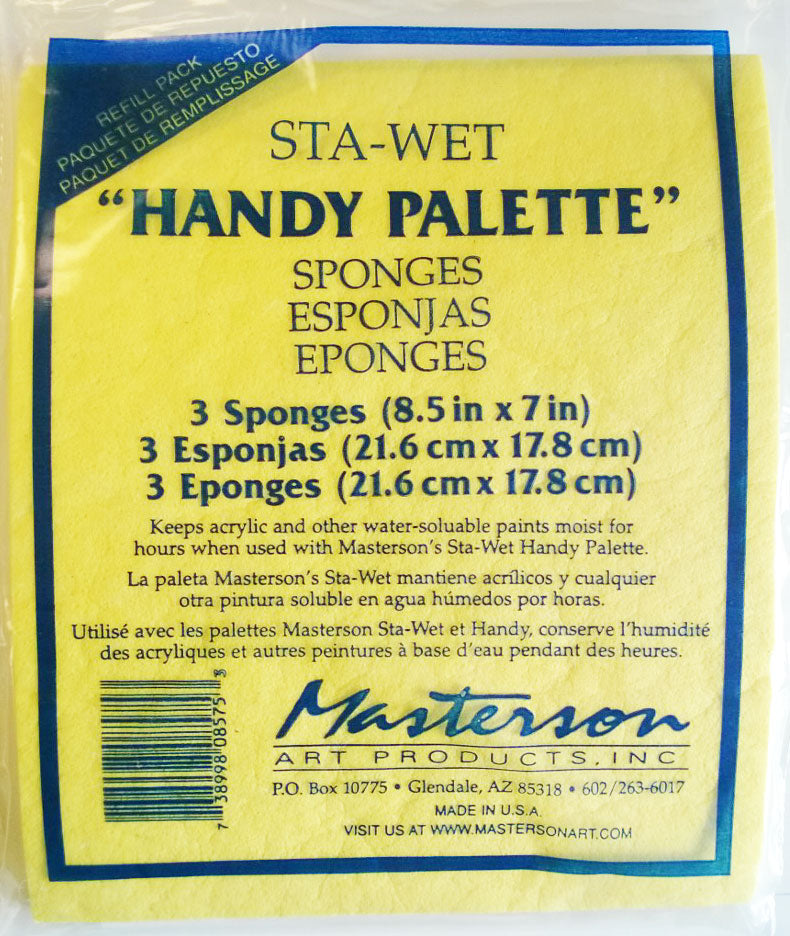 REFILL PACK
PAQUETE DE REPUESTO
PAQUET DE REMPLISSAGE
STA-WET
“HANDY PALETTE”
SPONGES
ESPONJAS
EPONGES
3 Sponges (8.5 in x 7 in)
3 Esponjas (21.6 cm x 17.8 cm)
3 Eponges (21.6 cm x 17.8 cm)
Keeps acrylic and other water-soluable paints moist for
hours when used with Masterson's Sta-Wet Handy Palette.
La paleta Masterson's Sta-Wet mantiene acrílicos y cualquier
otra pintura soluble en agua húmedos por horas.
Utilisé avec les palettes Masterson Sta-Wet et Handy, conserve l'humidité
des acryliques et autres peintures à base d'eau pendant des heures.
7 38998 08575 3
Masterson
ART PRODUCTS, INC
P.O. Box 10775 • Glendale, AZ 85318 • 602/263-6017
MADE IN U.S.A.
VISIT US AT WWW.MASTERSONART.COM